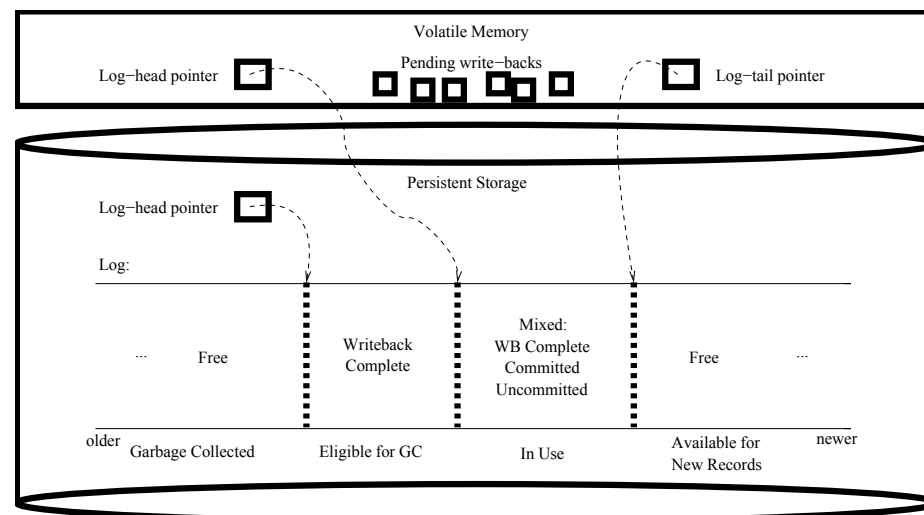 Volatile Memory
Pending write−backs
Log−head pointer
Log−tail pointer
Persistent Storage
Log−head pointer
Log:
... Free
Writeback
Complete
Mixed:
WB Complete
Committed
Uncommitted
Free ...
older
Garbage Collected
Eligible for GC
In Use
Available for
New Records
newer